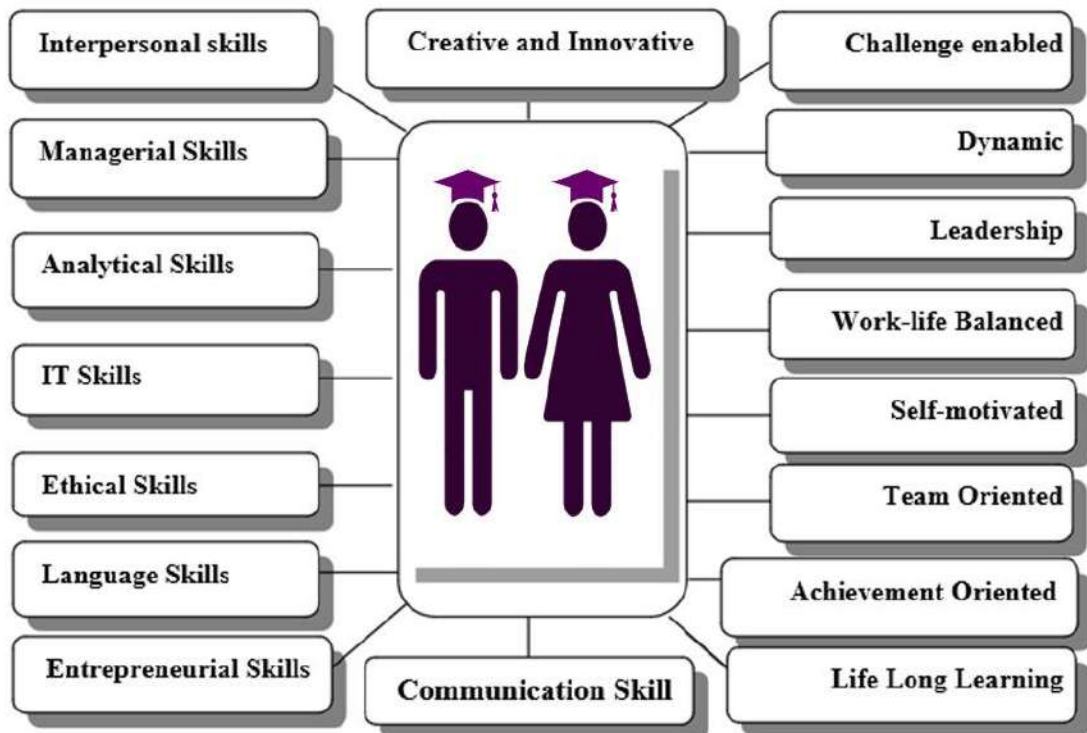 Interpersonal skills
Creative and Innovative
Challenge enabled
Managerial Skills
Dynamic
Analytical Skills
Leadership
IT Skills
Work-life Balanced
Self-motivated
Ethical Skills
Team Oriented
Language Skills
Achievement Oriented
Entrepreneurial Skills
Communication Skill
Life Long Learning